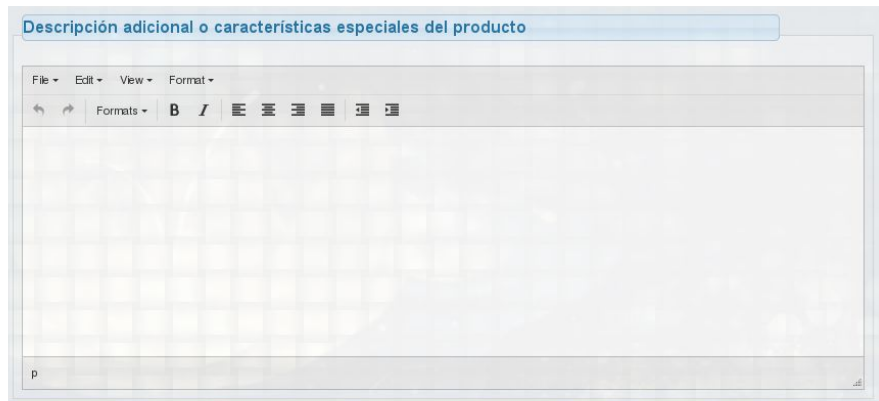 Descripción adicional o características especiales del producto
File Edit View Format
Formats B I
p